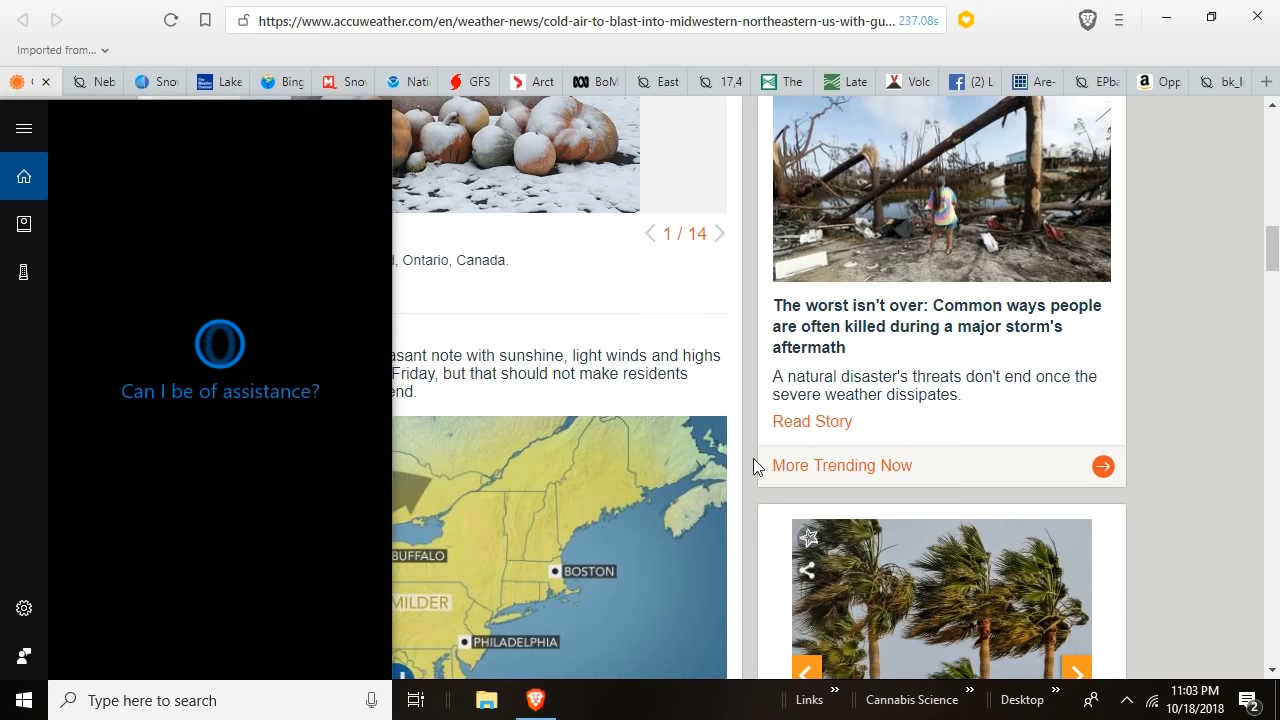 https://www.accuweather.com/en/weather-news/cold-air-to-blast-into-midwestern-northeastern-us-with-gu... 237.08s
Imported from...
Neb
Snov
Lake
Bing
Snov
Nati
GFS
Arct
BoM
East
17,4
The
Late
Volc
(2) L
Are-
EPba
Opp
bk_l
Can I be of assistance?
1 / 14
, Ontario, Canada.
asant note with sunshine, light winds and highs
Friday, but that should not make residents
end.
BUFFALO
BOSTON
MILDER
PHILADELPHIA
The worst isn't over: Common ways people
are often killed during a major storm's
aftermath
A natural disaster's threats don't end once the
severe weather dissipates.
Read Story
More Trending Now
Type here to search
Links
Cannabis Science
Desktop
11:03 PM
10/18/2018
2